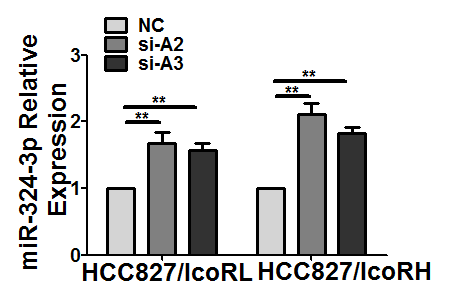 NC
si-A2
si-A3
miR-324-3p Relative
Expression
3
2
1
0
**
**
**
**
HCC827/IcoRL
HCC827/IcoRH